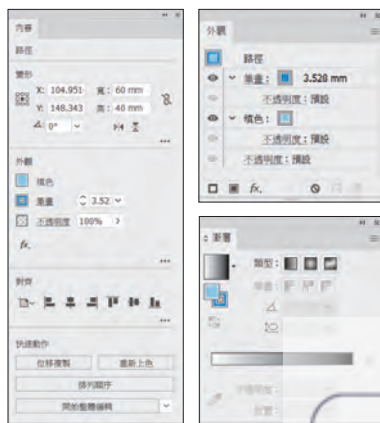 內容
路徑
變形
X: 104.951 寬: 60 mm
Y: 148.343 高: 40 mm
0°
外觀
填色
筆畫 3.52
不透明度 100%
fx.
對齊
快速動作
位移複製 重新上色
排列順序
開始整體編輯
外觀
路徑
筆畫: 3.528 mm
不透明度: 預設
填色:
不透明度: 預設
不透明度: 預設
fx.
漸層
類型:
筆畫:
不透明度:
位置: